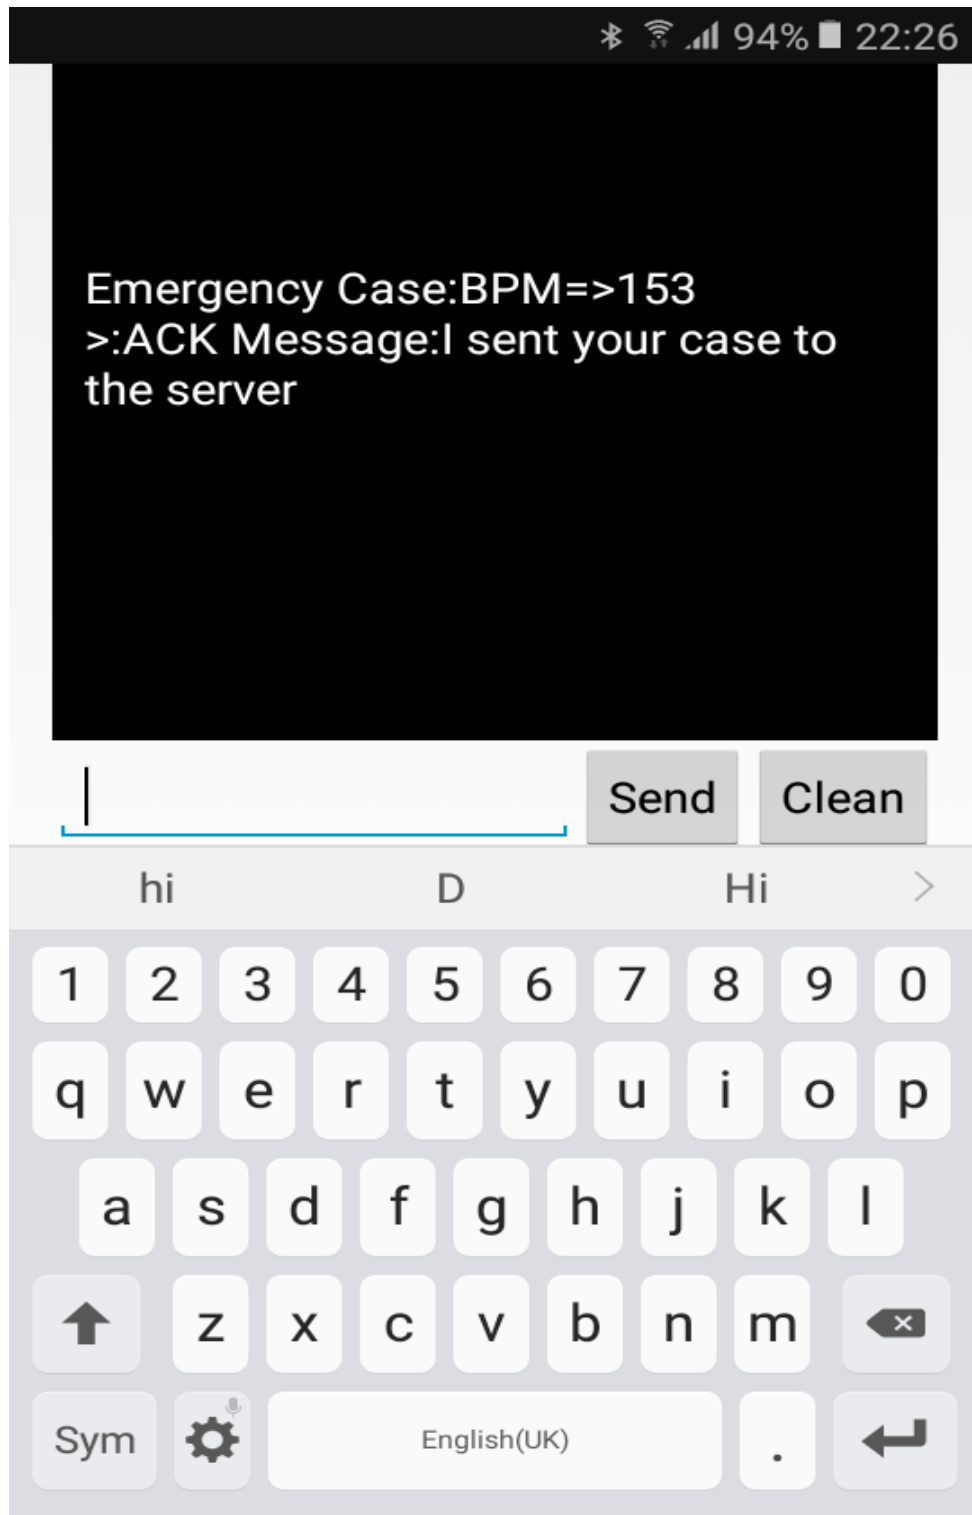 94% 22:26
Emergency Case:BPM=>153
>:ACK Message:I sent your case to
the server
Send Clean
hi D Hi
1 2 3 4 5 6 7 8 9 0
q w e r t y u i o p
a s d f g h j k l
z x c v b n m
Sym English(UK) .